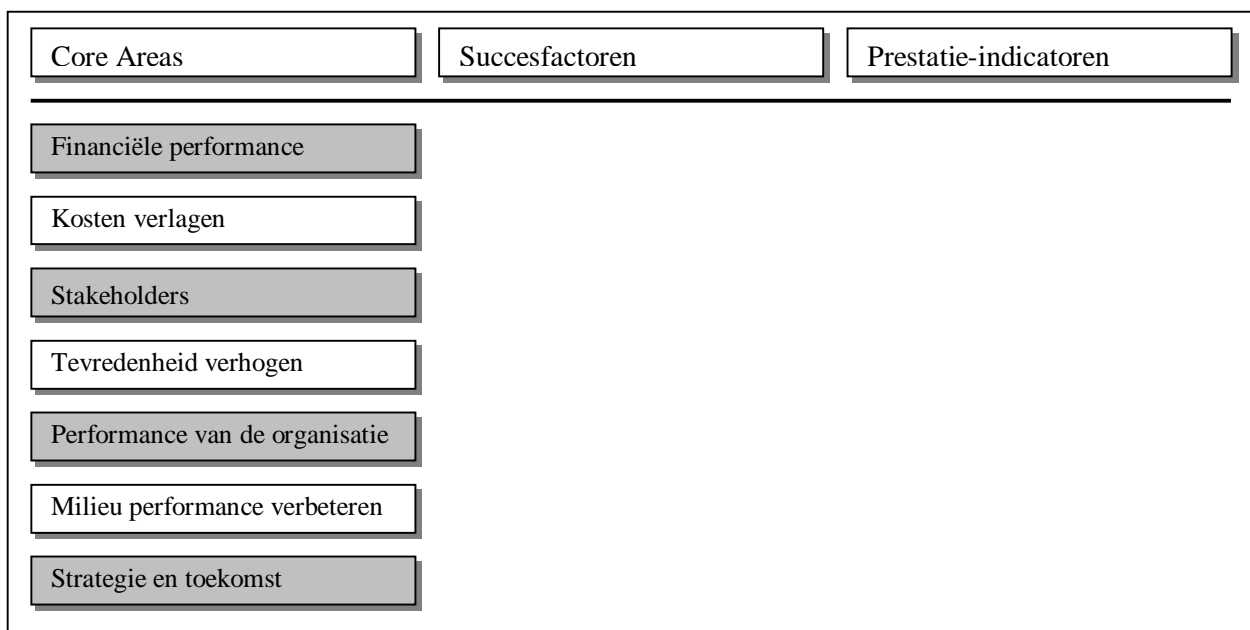 Core Areas
Succesfactoren
Prestatie-indicatoren
Financiële performance
Kosten verlagen
Stakeholders
Tevredenheid verhogen
Performance van de organisatie
Milieu performance verbeteren
Strategie en toekomst